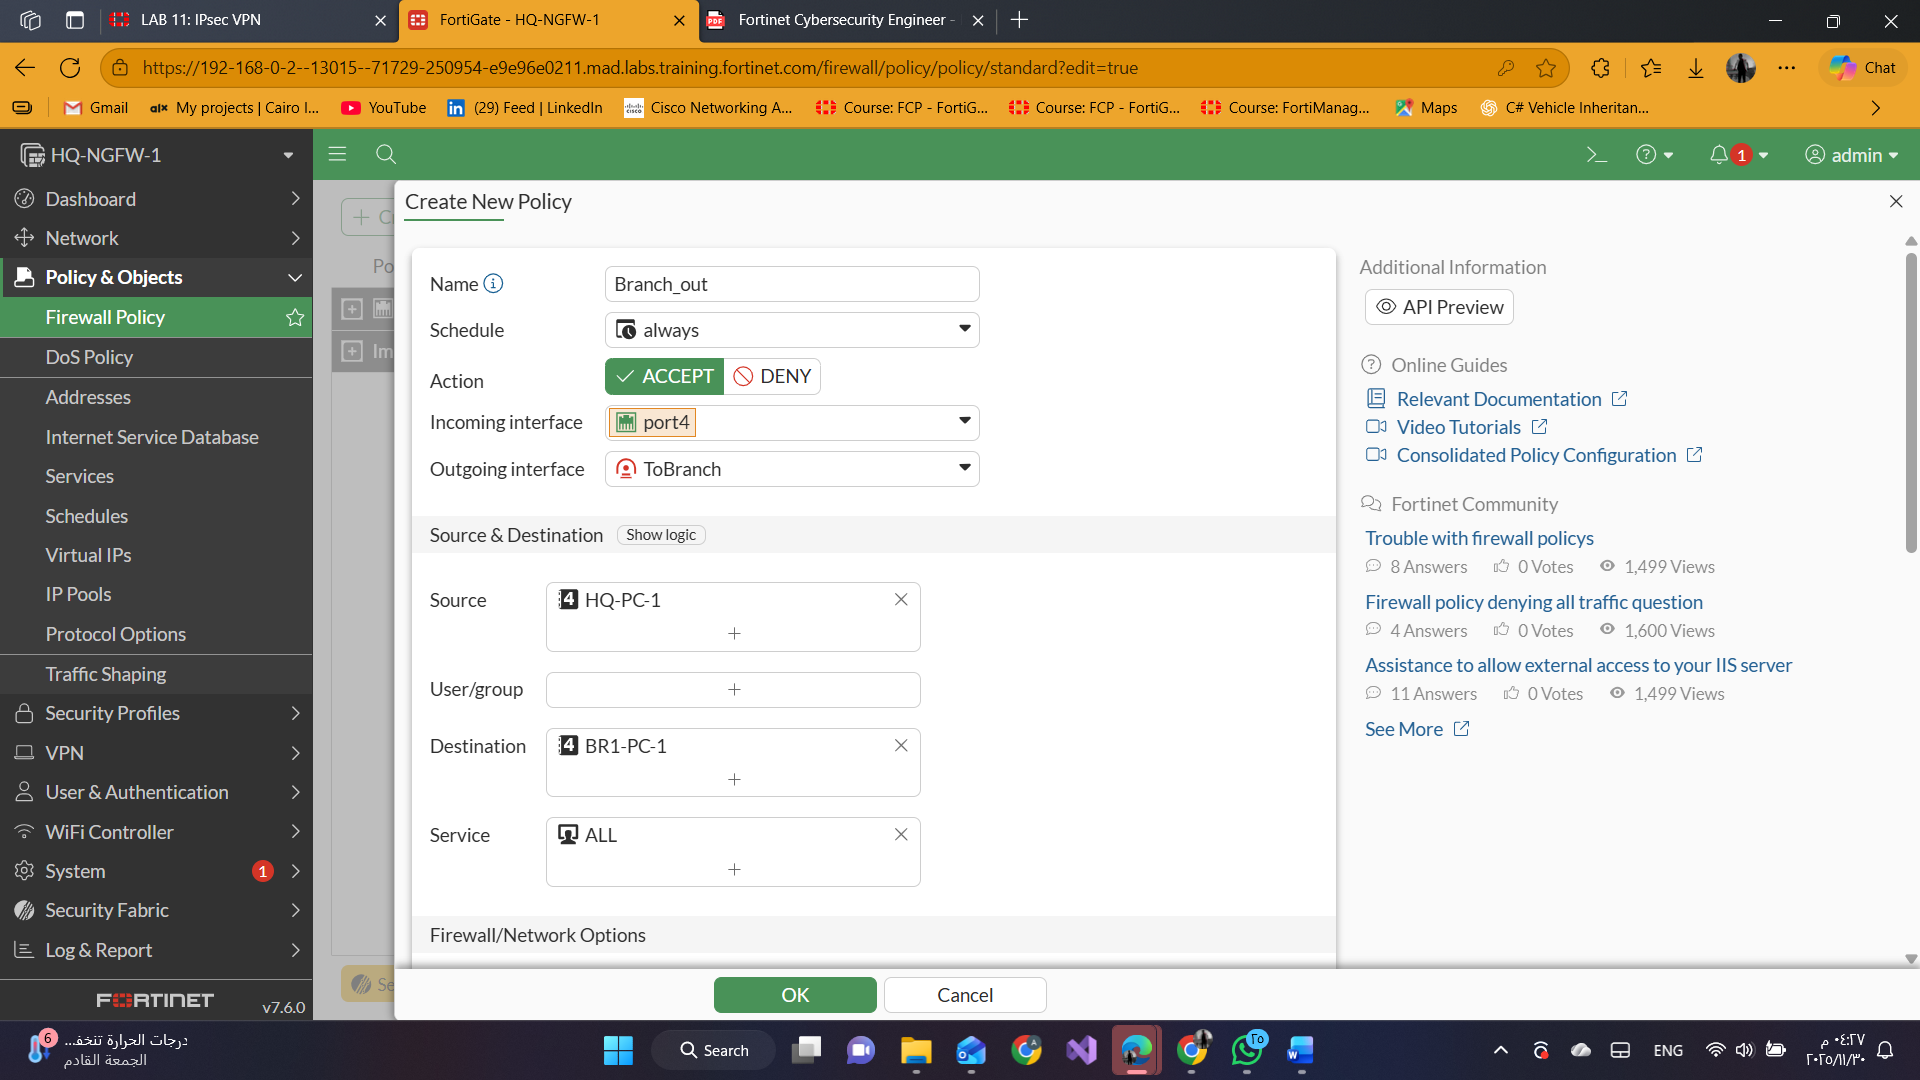 LAB 11: IPsec VPN
FortiGate - HQ-NGFW-1
Fortinet Cybersecurity Engineer -
https://192-168-0-2--13015--71729-250954-e9e96e0211.mad.labs.training.fortinet.com/firewall/policy/policy/standard?edit=true
Chat
Gmail
My projects | Cairo I...
YouTube
(29) Feed | LinkedIn
Cisco Networking A...
Course: FCP - FortiG...
Course: FCP - FortiG...
Course: FortiManag...
Maps
C# Vehicle Inheritan...
HQ-NGFW-1
1
admin
Dashboard
Network
Policy & Objects
Firewall Policy
DoS Policy
Addresses
Internet Service Database
Services
Schedules
Virtual IPs
IP Pools
Protocol Options
Traffic Shaping
Security Profiles
VPN
User & Authentication
WiFi Controller
System
1
Security Fabric
Log & Report
FORTINET
v7.6.0
Po
Im
Se
Create New Policy
Name
Branch_out
Schedule
always
Action
ACCEPT
DENY
Incoming interface
port4
Outgoing interface
ToBranch
Source & Destination
Show logic
Source
4 HQ-PC-1
User/group
Destination
4 BR1-PC-1
Service
ALL
Firewall/Network Options
OK
Cancel
Additional Information
API Preview
Online Guides
Relevant Documentation
Video Tutorials
Consolidated Policy Configuration
Fortinet Community
Trouble with firewall policys
8 Answers
0 Votes
1,499 Views
Firewall policy denying all traffic question
4 Answers
0 Votes
1,600 Views
Assistance to allow external access to your IIS server
11 Answers
0 Votes
1,499 Views
See More
6
درجات الحرارة تنخفـ...
الجمعة القادم
Search
٢٥
ENG
٠٤:٢٧ م
٢٠٢٥/١١/٣٠